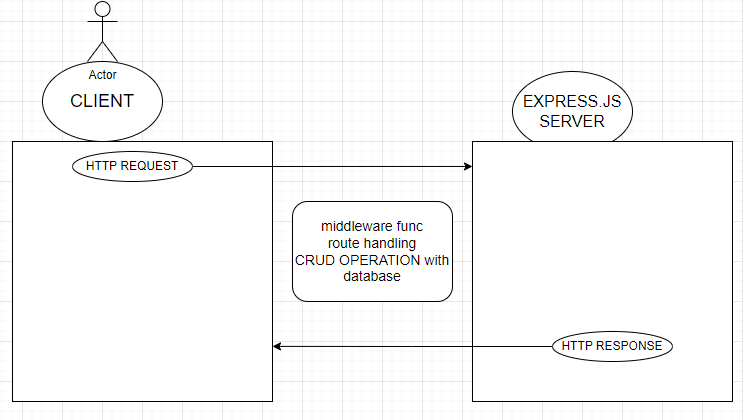 Actor
CLIENT
EXPRESS.JS
SERVER
HTTP REQUEST
middleware func
route handling
CRUD OPERATION with
database
HTTP RESPONSE